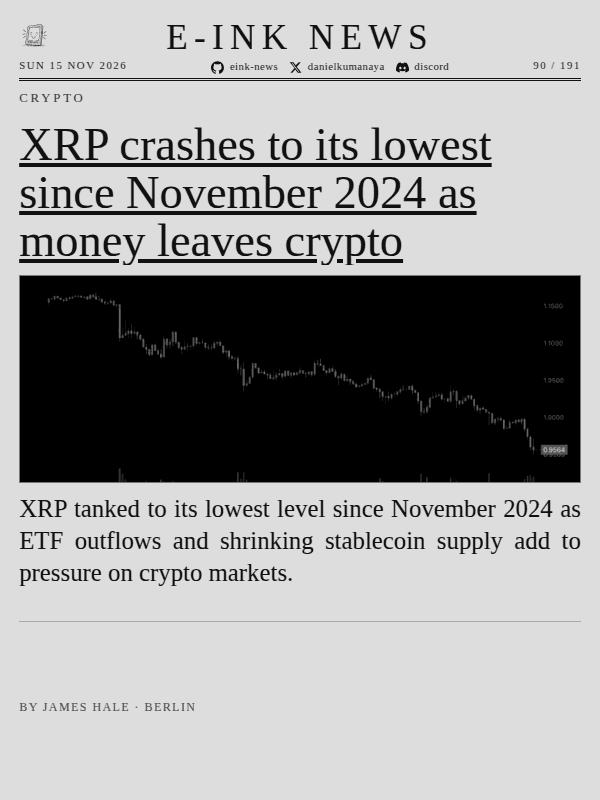 E-INK NEWS
SUN 15 NOV 2026
eink-news danielkumanaya discord
90 / 191
CRYPTO
XRP crashes to its lowest
since November 2024 as
money leaves crypto
1.1500
1.1000
1.0500
1.0000
0.9564
XRP tanked to its lowest level since November 2024 as
ETF outflows and shrinking stablecoin supply add to
pressure on crypto markets.
BY JAMES HALE · BERLIN